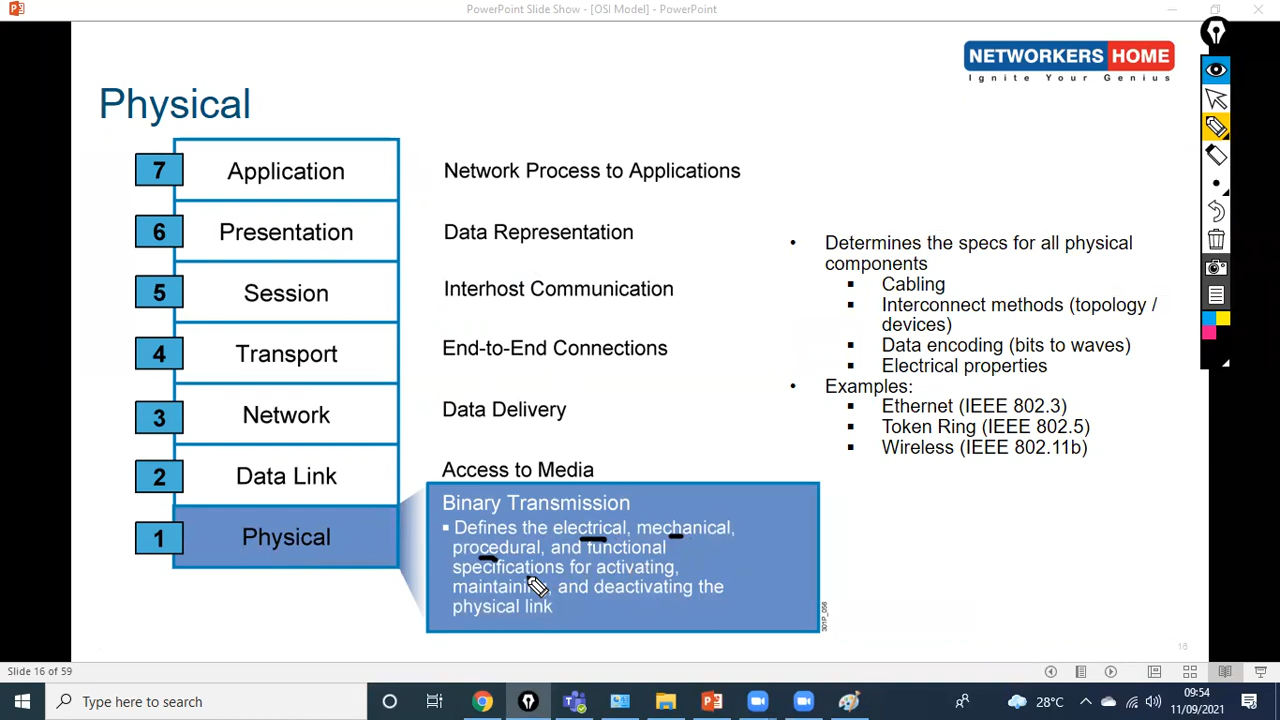 PowerPoint Slide Show - [OSI Model] - PowerPoint
NETWORKERS HOME
Ignite Your Genius
Physical
7 Application Network Process to Applications
6 Presentation Data Representation
5 Session Interhost Communication
4 Transport End-to-End Connections
3 Network Data Delivery
2 Data Link Access to Media
1 Physical
Binary Transmission
▪ Defines the electrical, mechanical,
procedural, and functional
specifications for activating,
maintaining, and deactivating the
physical link
301P_056
• Determines the specs for all physical
components
▪ Cabling
▪ Interconnect methods (topology /
devices)
▪ Data encoding (bits to waves)
▪ Electrical properties
• Examples:
▪ Ethernet (IEEE 802.3)
▪ Token Ring (IEEE 802.5)
▪ Wireless (IEEE 802.11b)
16
Slide 16 of 59
Type here to search
28°C
09:54
11/09/2021